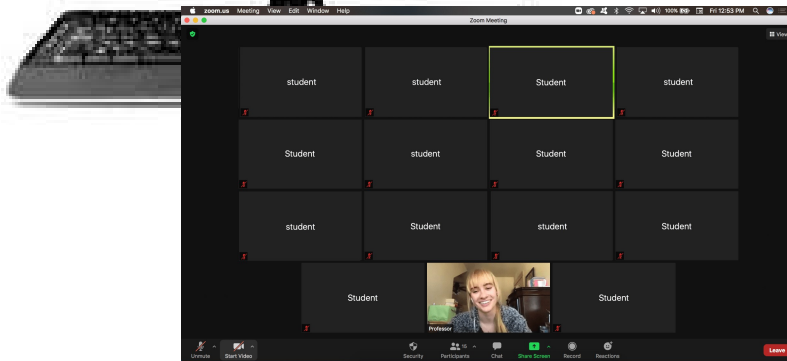 zoom.us Meeting View Edit Window Help 100% Fri 12:53 PM
Zoom Meeting
View
student student Student student
Student student Student Student
student Student student Student
Student Student
Professor
15
Unmute Start Video Security Participants Chat Share Screen Record Reactions Leave